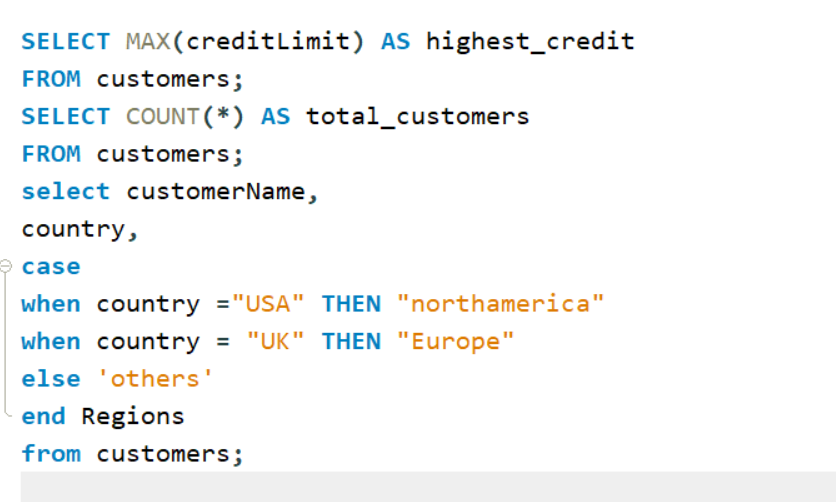 SELECT MAX(creditLimit) AS highest_credit
FROM customers;
SELECT COUNT(*) AS total_customers
FROM customers;
select customerName,
country,
case
when country ="USA" THEN "northamerica"
when country = "UK" THEN "Europe"
else 'others'
end Regions
from customers;